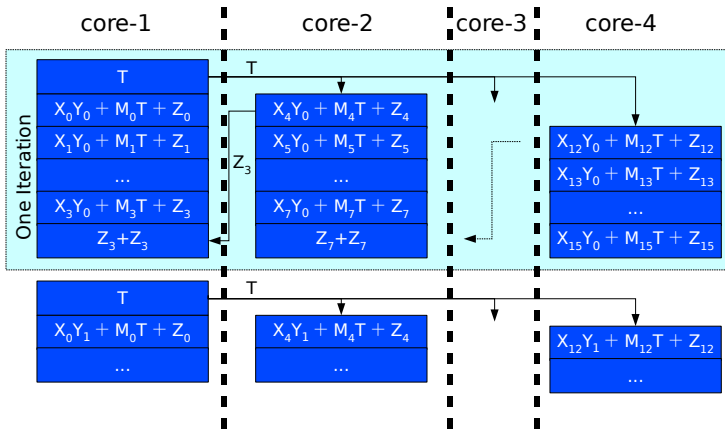 core-1 core-2 core-3 core-4
One Iteration
T
T
X₀Y₀ + M₀T + Z₀
X₁Y₀ + M₁T + Z₁
...
X₃Y₀ + M₃T + Z₃
Z₃+Z₃
Z₃
X₄Y₀ + M₄T + Z₄
X₅Y₀ + M₅T + Z₅
...
X₇Y₀ + M₇T + Z₇
Z₇+Z₇
X₁₂Y₀ + M₁₂T + Z₁₂
X₁₃Y₀ + M₁₃T + Z₁₃
...
X₁₅Y₀ + M₁₅T + Z₁₅
T
T
X₀Y₁ + M₀T + Z₀
...
X₄Y₁ + M₄T + Z₄
...
X₁₂Y₁ + M₁₂T + Z₁₂
...